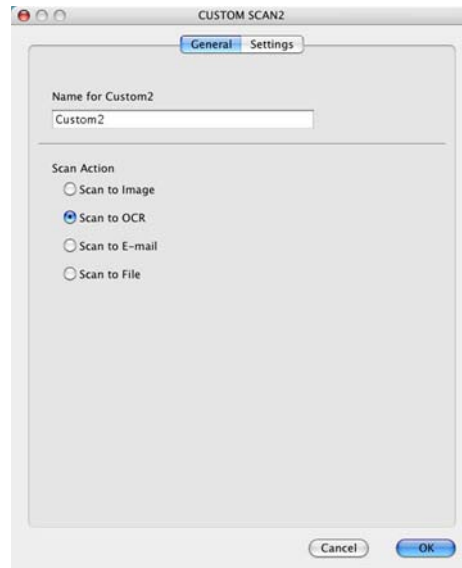 CUSTOM SCAN2
General Settings
Name for Custom2
Custom2
Scan Action
Scan to Image
Scan to OCR
Scan to E-mail
Scan to File
Cancel OK